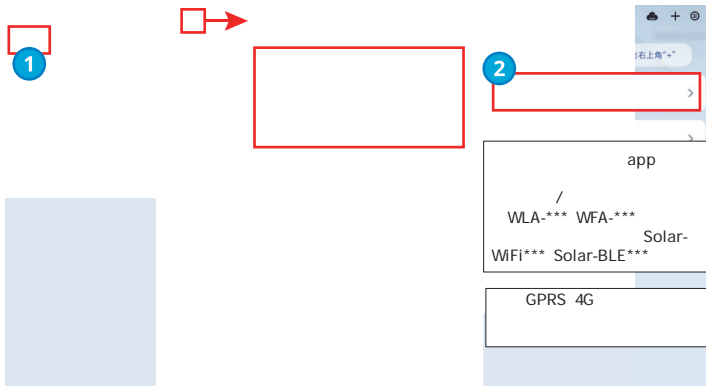 1
2
右上角“+”
app
/
WLA-*** WFA-***
Solar-
WiFi*** Solar-BLE***
GPRS 4G